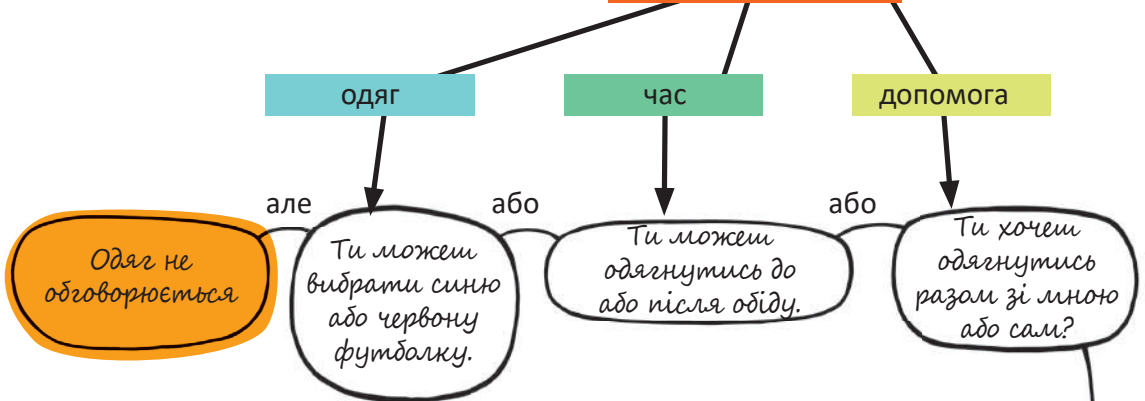 одяг
час
допомога
але
або
або
Одяг не
обговорюється
Ти можеш
вибрати синю
або червону
футболку.
Ти можеш
одягнутись до
або після обіду.
Ти хочеш
одягнутись
разом зі мною
або сам?